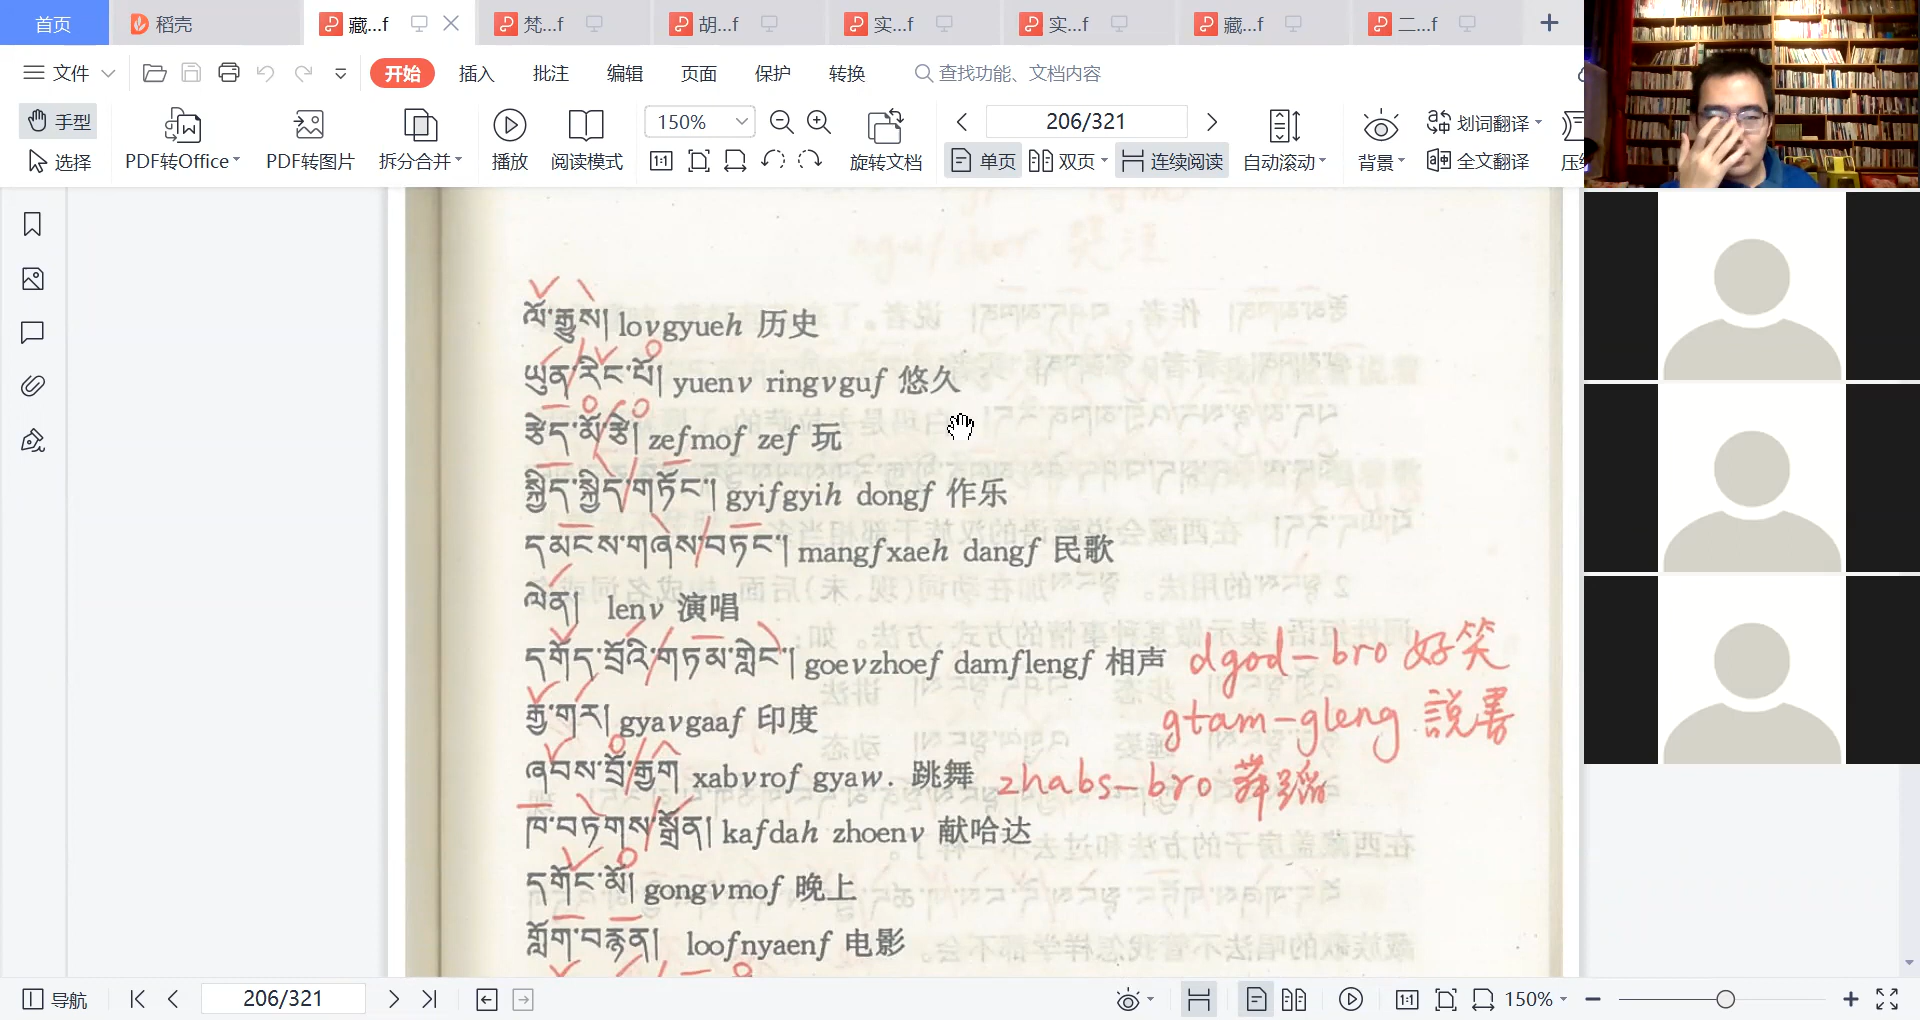 首页
稻壳
藏...f
梵...f
胡...f
实...f
实...f
藏...f
二...f
文件
开始
插入
批注
编辑
页面
保护
转换
查找功能、文档内容
手型
选择
PDF转Office
PDF转图片
拆分合并
150%
播放
阅读模式
旋转文档
206/321
单页
双页
连续阅读
自动滚动
背景
划词翻译
全文翻译
ལོ་རྒྱུས། lovgyueh 历史
ཡུན་རིང་པོ། yuenv ringvguf 悠久
རྩེད་མོ་རྩེ། zefmof zef 玩
སྐྱིད་སྐྱིད་གཏོང་། gyifgyih dongf 作乐
དམངས་གཞས་བཏང་། mangfxaeh dangf 民歌
ལེན། lenv 演唱
དགོད་བྲོའི་གཏམ་གླེང་། goevzhoef damflengf 相声 dgod-bro 好笑
རྒྱ་གར། gyavgaaf 印度 gtam-gleng 説書
ཞབས་བྲོ་རྒྱག xabvrof gyaw. 跳舞 zhabs-bro 舞蹈
ཁ་བཏགས་སྒྲོན། kafdah zhoenv 献哈达
དགོང་མོ། gongvmof 晚上
གློག་བརྙན། loofnyaenf 电影
导航
206/321
150%